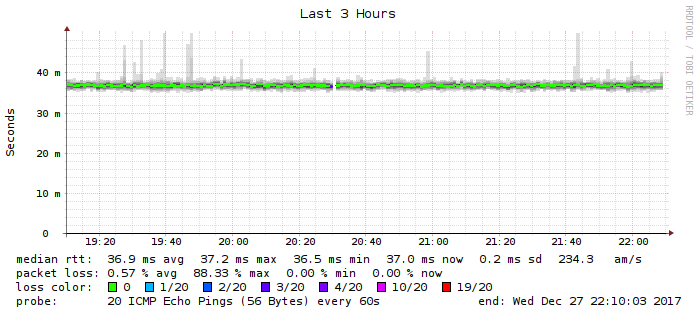 Last 3 Hours
RRDTOOL / TOBI OETIKER
Seconds
40 m
30 m
20 m
10 m
0
19:20 19:40 20:00 20:20 20:40 21:00 21:20 21:40 22:00
median rtt: 36.9 ms avg 37.2 ms max 36.5 ms min 37.0 ms now 0.2 ms sd 234.3 am/s
packet loss: 0.57 % avg 88.33 % max 0.00 % min 0.00 % now
loss color: 0 1/20 2/20 3/20 4/20 10/20 19/20
probe: 20 ICMP Echo Pings (56 Bytes) every 60s end: Wed Dec 27 22:10:03 2017